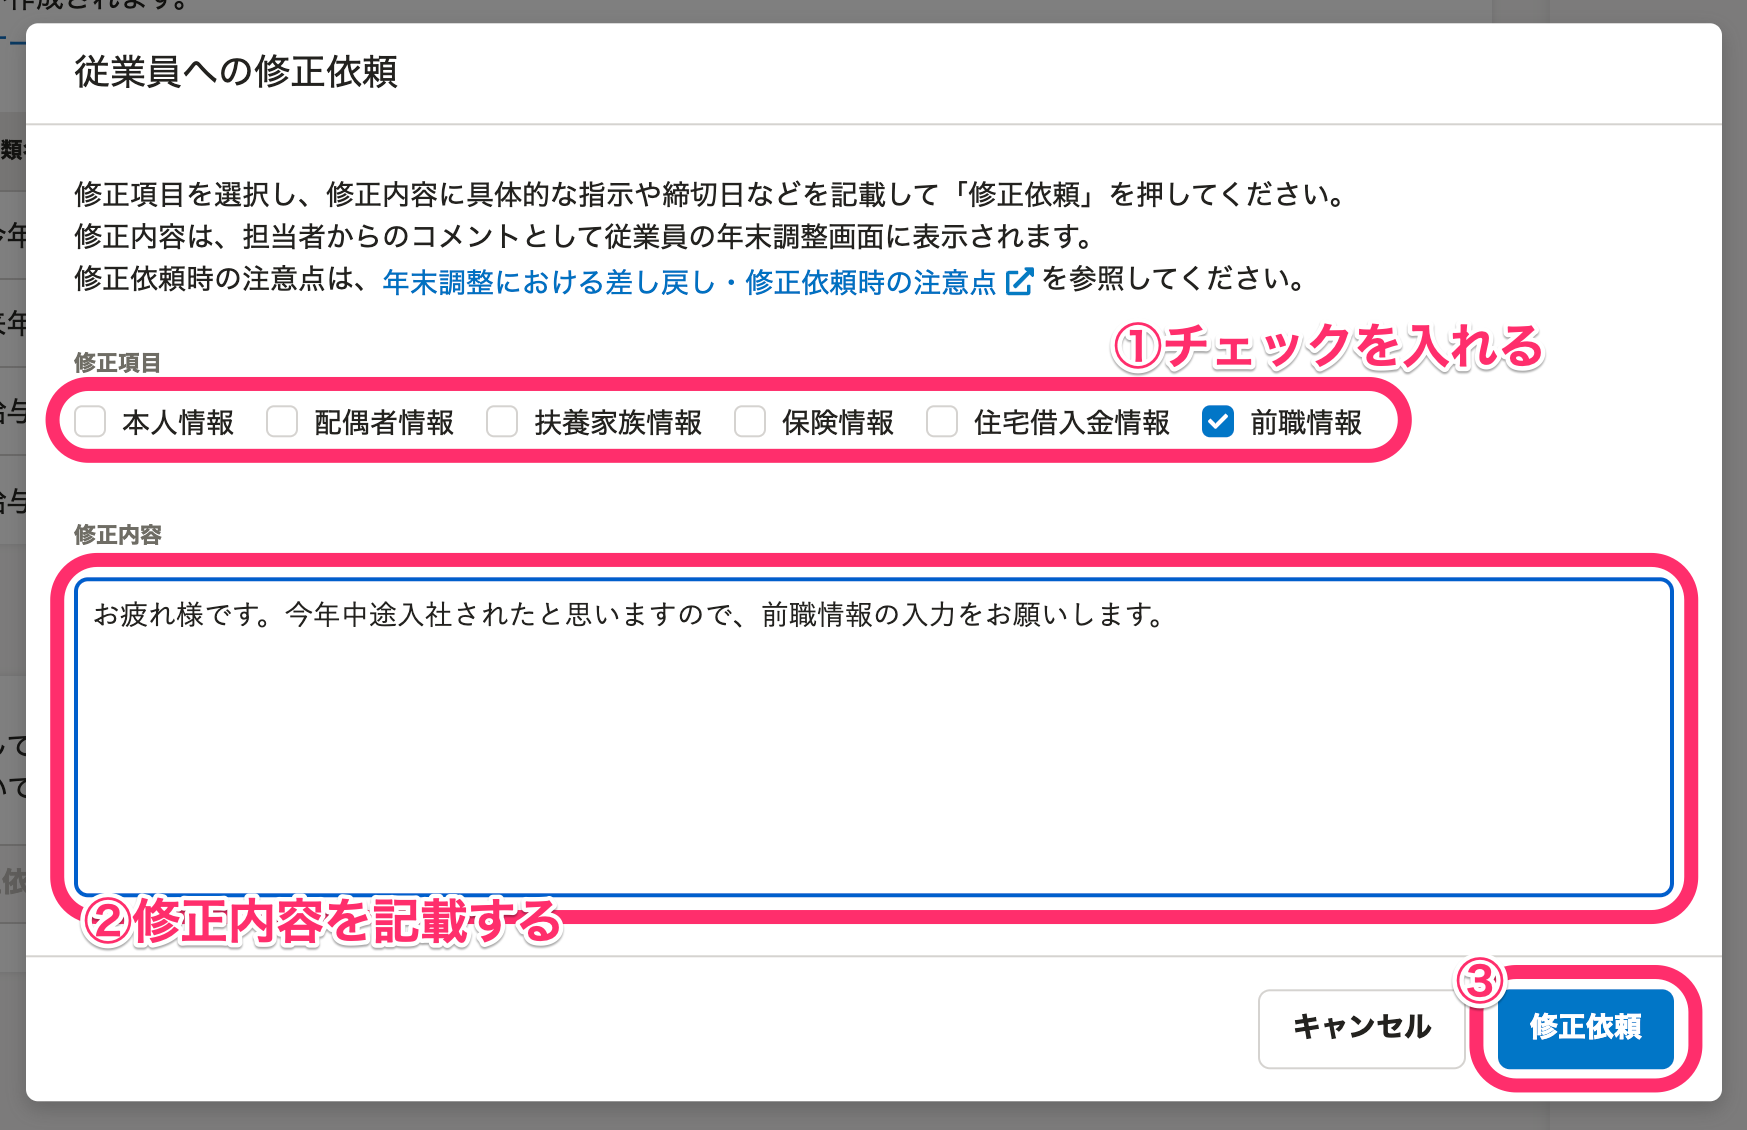 作成されます。
従業員への修正依頼
修正項目を選択し、修正内容に具体的な指示や締切日などを記載して「修正依頼」を押してください。
修正内容は、担当者からのコメントとして従業員の年末調整画面に表示されます。
修正依頼時の注意点は、年末調整における差し戻し・修正依頼時の注意点を参照してください。
①チェックを入れる
修正項目
本人情報 配偶者情報 扶養家族情報 保険情報 住宅借入金情報 前職情報
修正内容
お疲れ様です。今年中途入社されたと思いますので、前職情報の入力をお願いします。
②修正内容を記載する
③
キャンセル 修正依頼